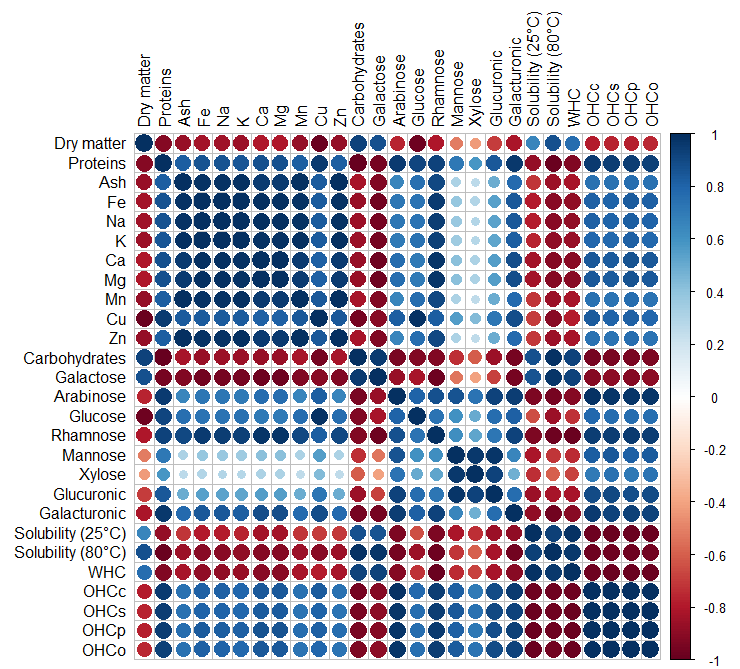 Dry matter
Proteins
Ash
Fe
Na
K
Ca
Mg
Mn
Cu
Zn
Carbohydrates
Galactose
Arabinose
Glucose
Rhamnose
Mannose
Xylose
Glucuronic
Galacturonic
Solubility (25°C)
Solubility (80°C)
WHC
OHCc
OHCs
OHCp
OHCo
Dry matter
Proteins
Ash
Fe
Na
K
Ca
Mg
Mn
Cu
Zn
Carbohydrates
Galactose
Arabinose
Glucose
Rhamnose
Mannose
Xylose
Glucuronic
Galacturonic
Solubility (25°C)
Solubility (80°C)
WHC
OHCc
OHCs
OHCp
OHCo
1
0.8
0.6
0.4
0.2
0
-0.2
-0.4
-0.6
-0.8
-1